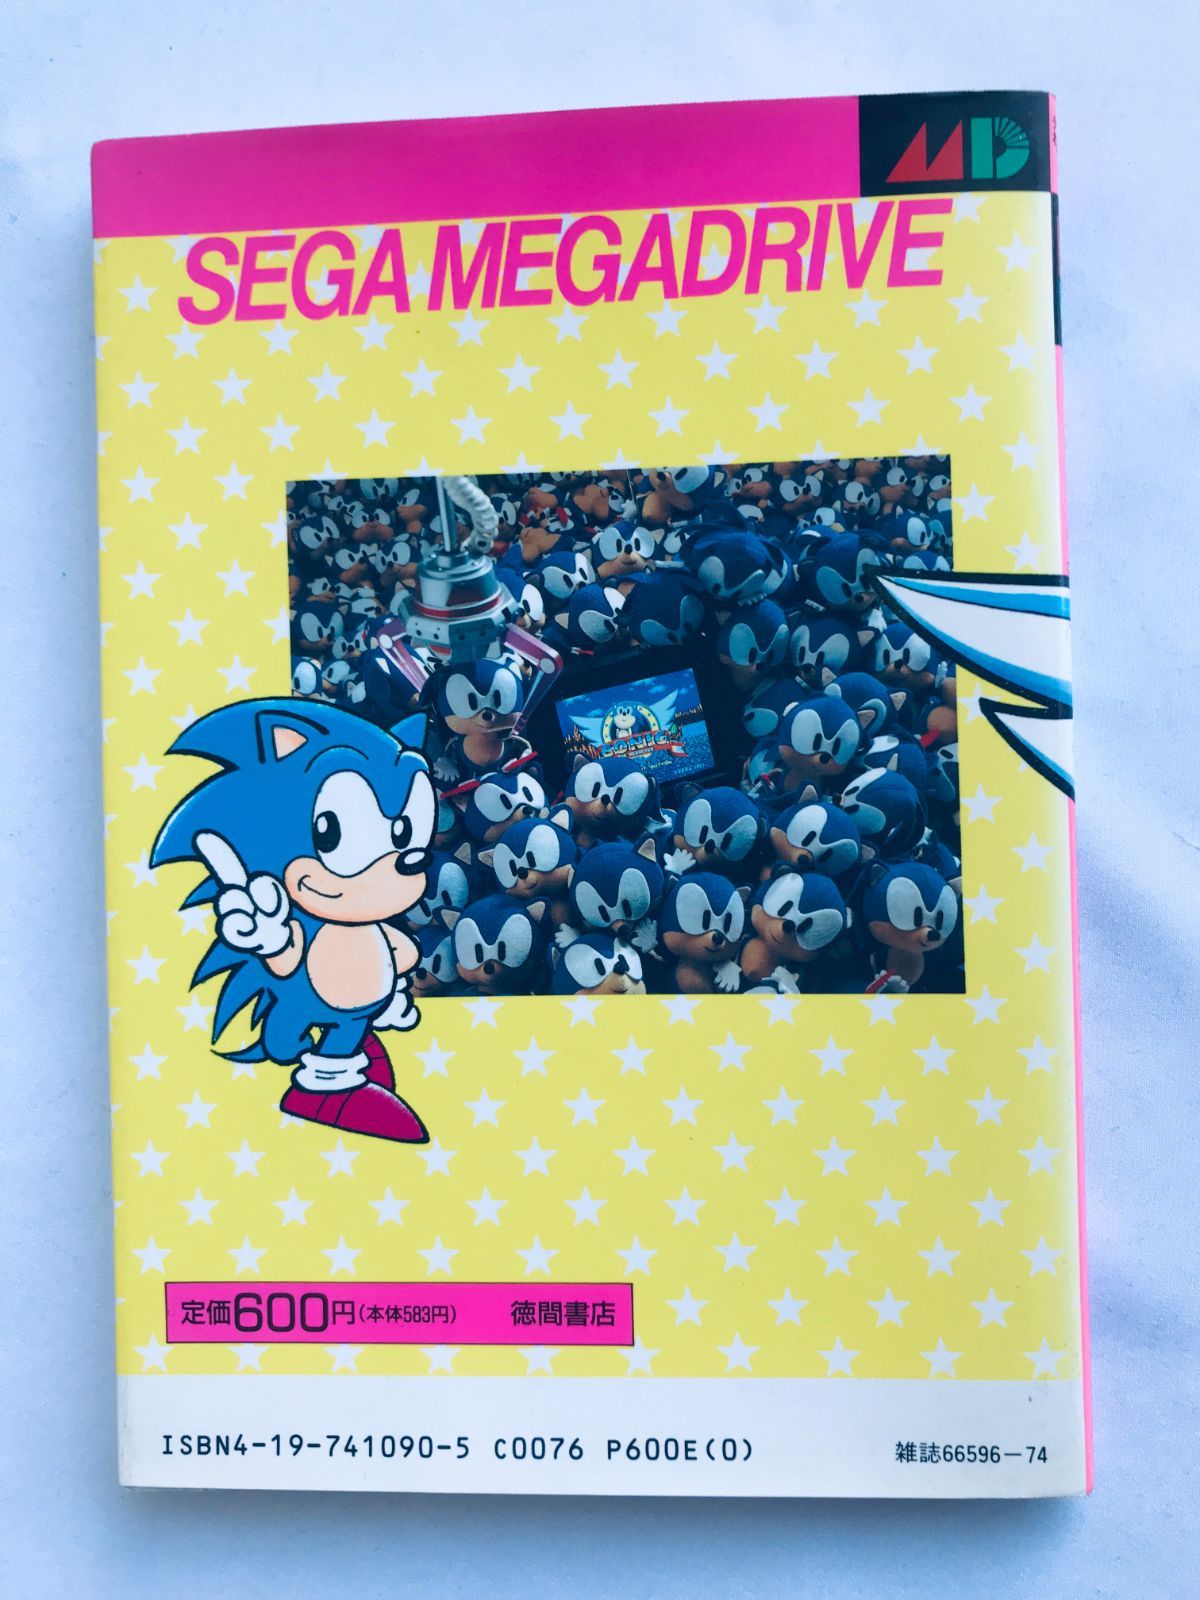 MD
SEGA MEGADRIVE
SONIC
定価600円(本体583円) 徳間書店
ISBN4-19-741090-5 C0076 P600E(0)
雑誌66596-74